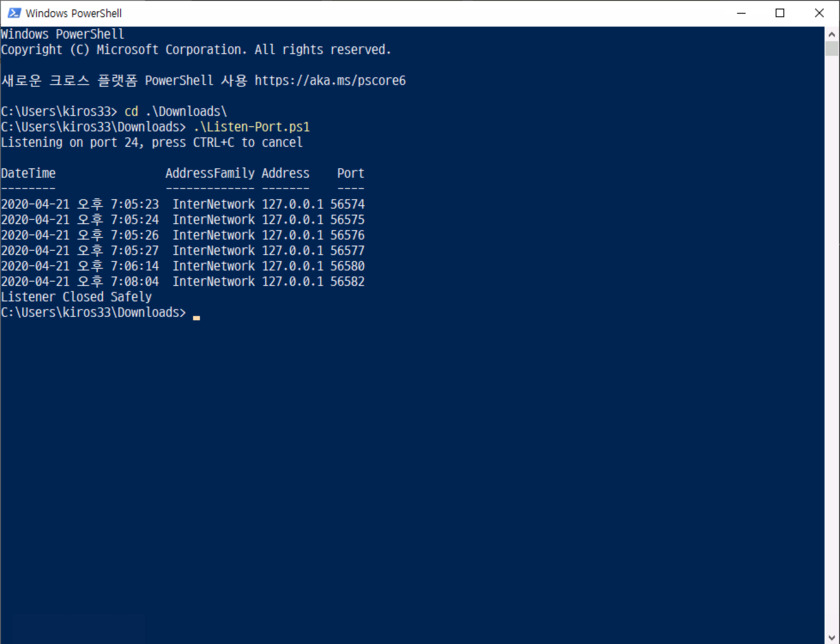 Windows PowerShell
Windows PowerShell
Copyright (C) Microsoft Corporation. All rights reserved.
새로운 크로스 플랫폼 PowerShell 사용 https://aka.ms/pscore6
C:\Users\kiros33> cd .\Downloads\
C:\Users\kiros33\Downloads> .\Listen-Port.ps1
Listening on port 24, press CTRL+C to cancel
DateTime AddressFamily Address Port
-------- ------------- ------- ----
2020-04-21 오후 7:05:23 InterNetwork 127.0.0.1 56574
2020-04-21 오후 7:05:24 InterNetwork 127.0.0.1 56575
2020-04-21 오후 7:05:26 InterNetwork 127.0.0.1 56576
2020-04-21 오후 7:05:27 InterNetwork 127.0.0.1 56577
2020-04-21 오후 7:06:14 InterNetwork 127.0.0.1 56580
2020-04-21 오후 7:08:04 InterNetwork 127.0.0.1 56582
Listener Closed Safely
C:\Users\kiros33\Downloads>